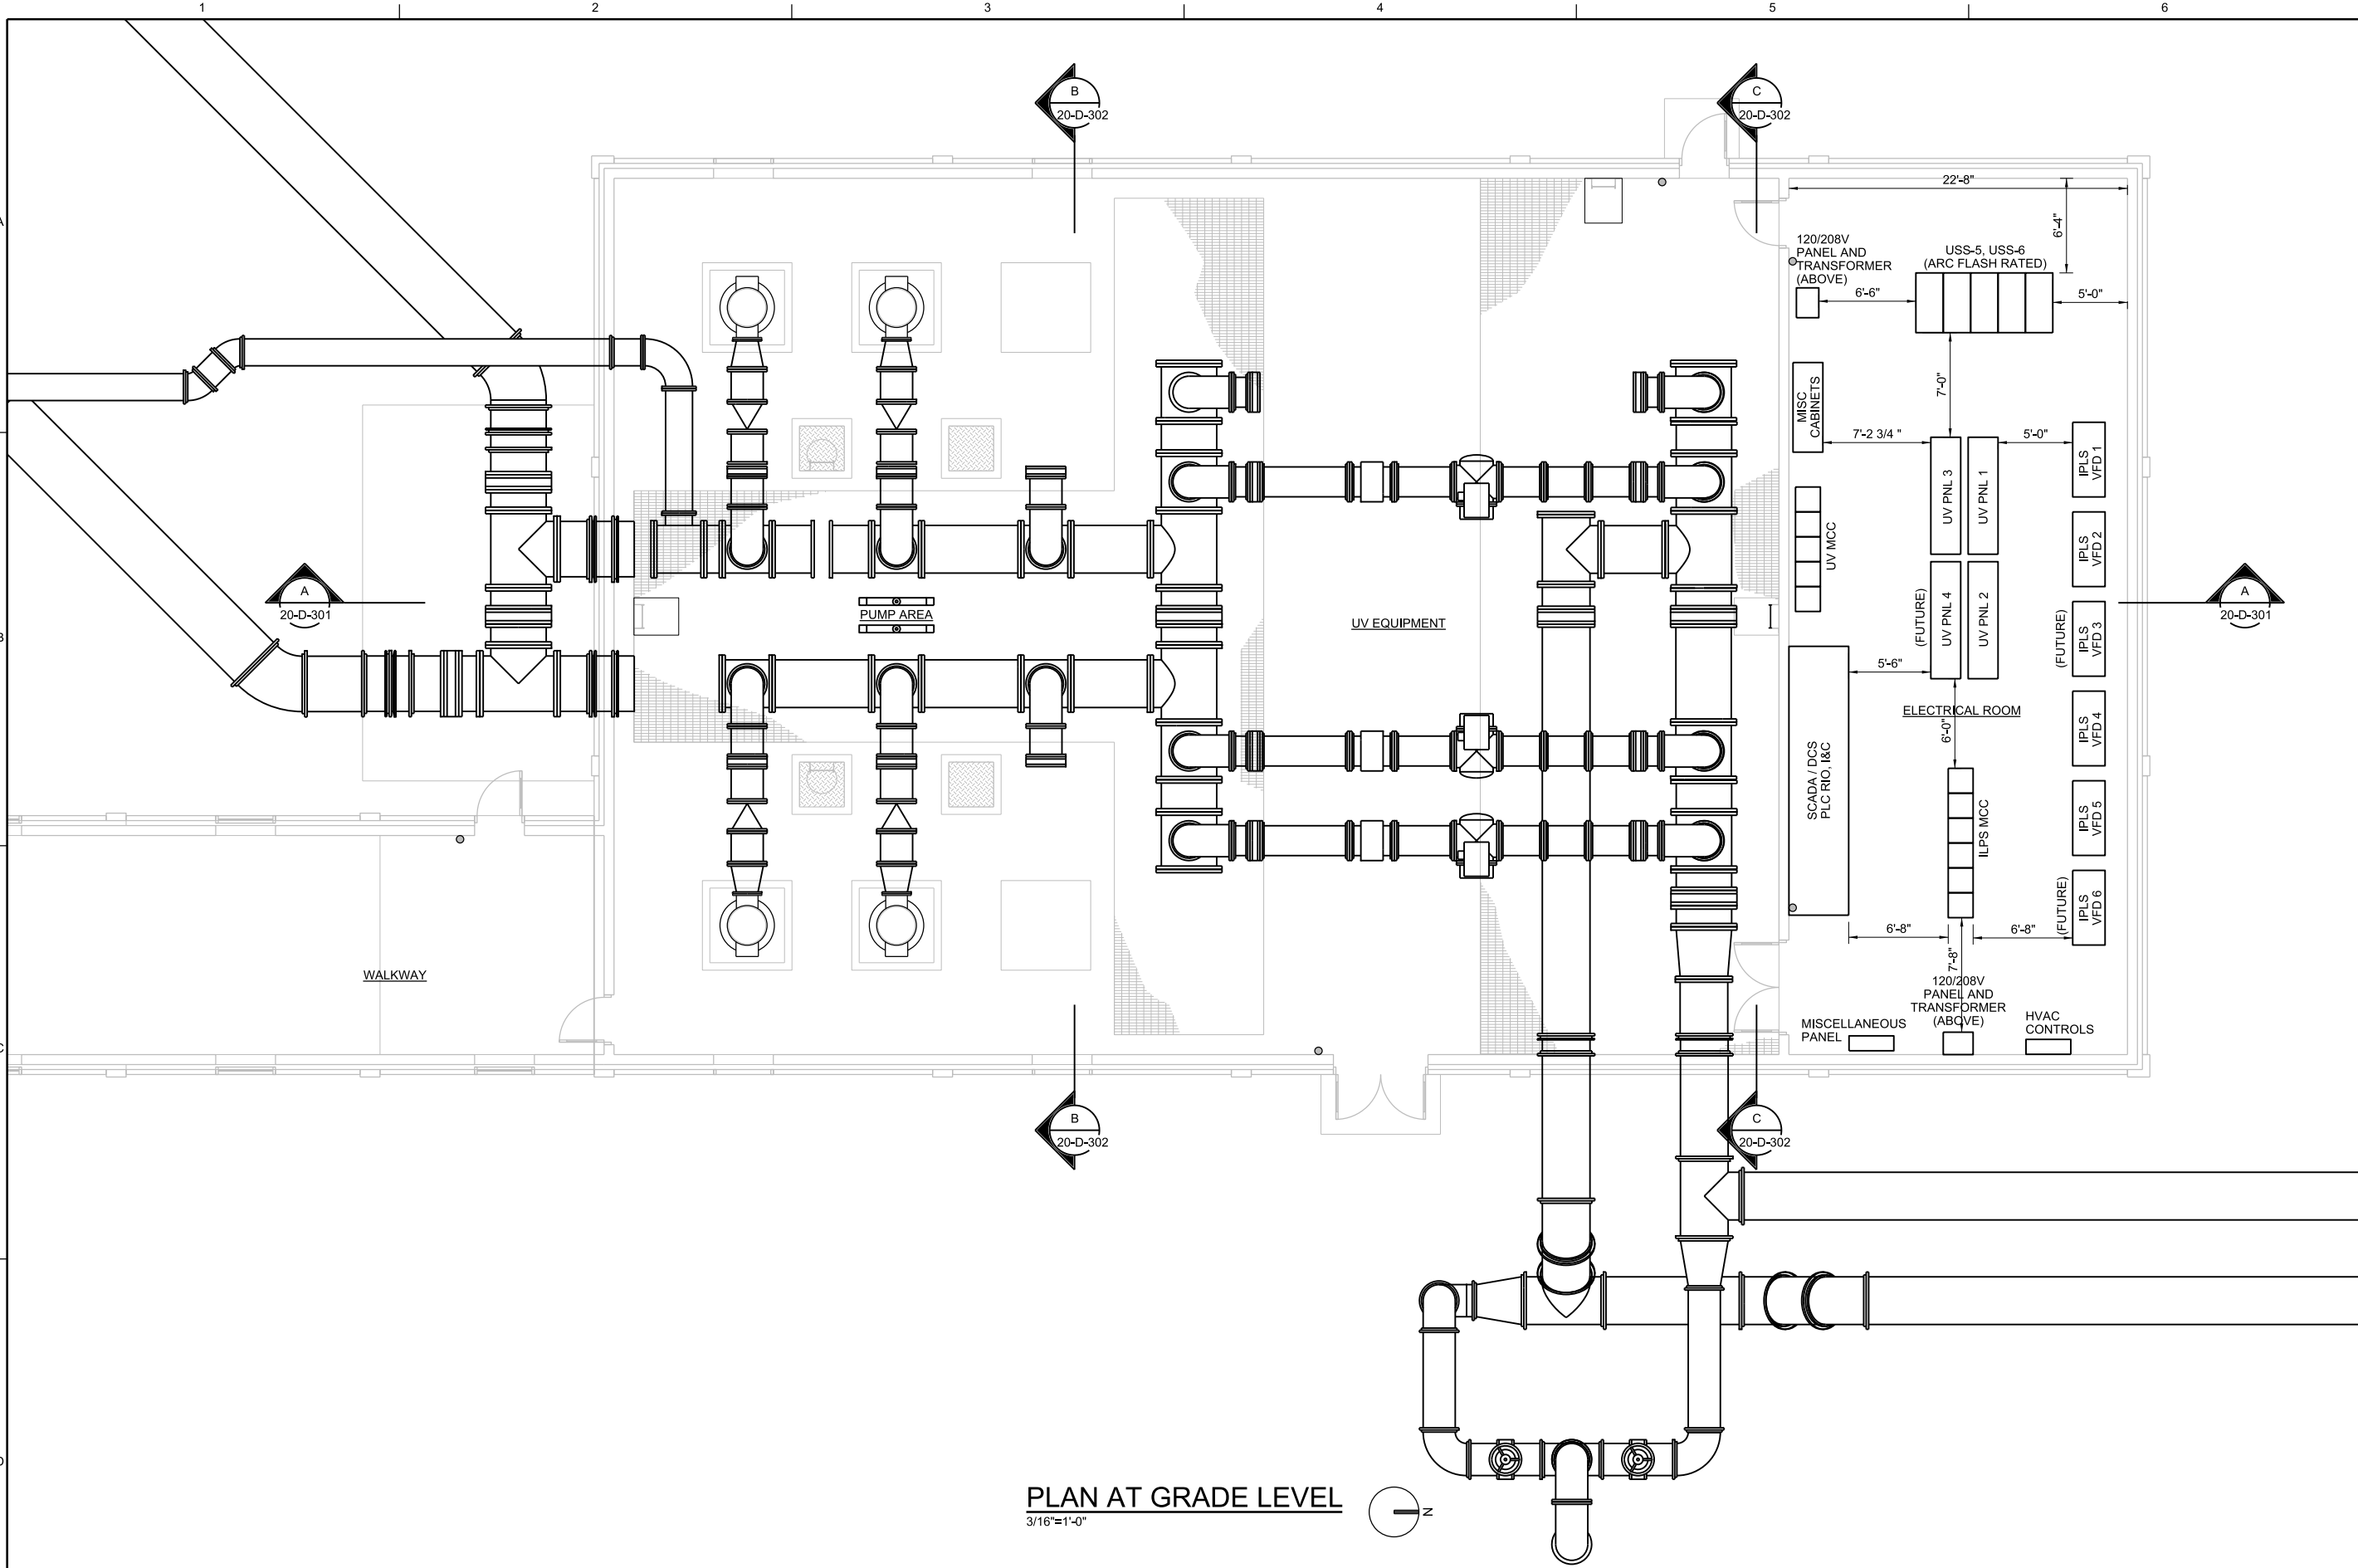 1
2
3
4
5
6
A
B
C
D
B
20-D-302
C
20-D-302
22'-8"
6'-4"
120/208V
PANEL AND
TRANSFORMER
(ABOVE)
USS-5, USS-6
(ARC FLASH RATED)
6'-6"
5'-0"
7'-0"
MISC
CABINETS
7'-2 3/4 "
5'-0"
UV PNL 3
UV PNL 1
IPLS
VFD 1
UV MCC
IPLS
VFD 2
A
20-D-301
PUMP AREA
UV EQUIPMENT
(FUTURE)
UV PNL 4
UV PNL 2
(FUTURE)
IPLS
VFD 3
A
20-D-301
5'-6"
ELECTRICAL ROOM
6'-0"
IPLS
VFD 4
SCADA / DCS
PLC RIO, I&C
ILPS MCC
IPLS
VFD 5
(FUTURE)
IPLS
VFD 6
6'-8"
6'-8"
7'-8"
WALKWAY
120/208V
PANEL AND
TRANSFORMER
(ABOVE)
MISCELLANEOUS
PANEL
HVAC
CONTROLS
B
20-D-302
C
20-D-302
PLAN AT GRADE LEVEL
3/16"=1'-0"
N